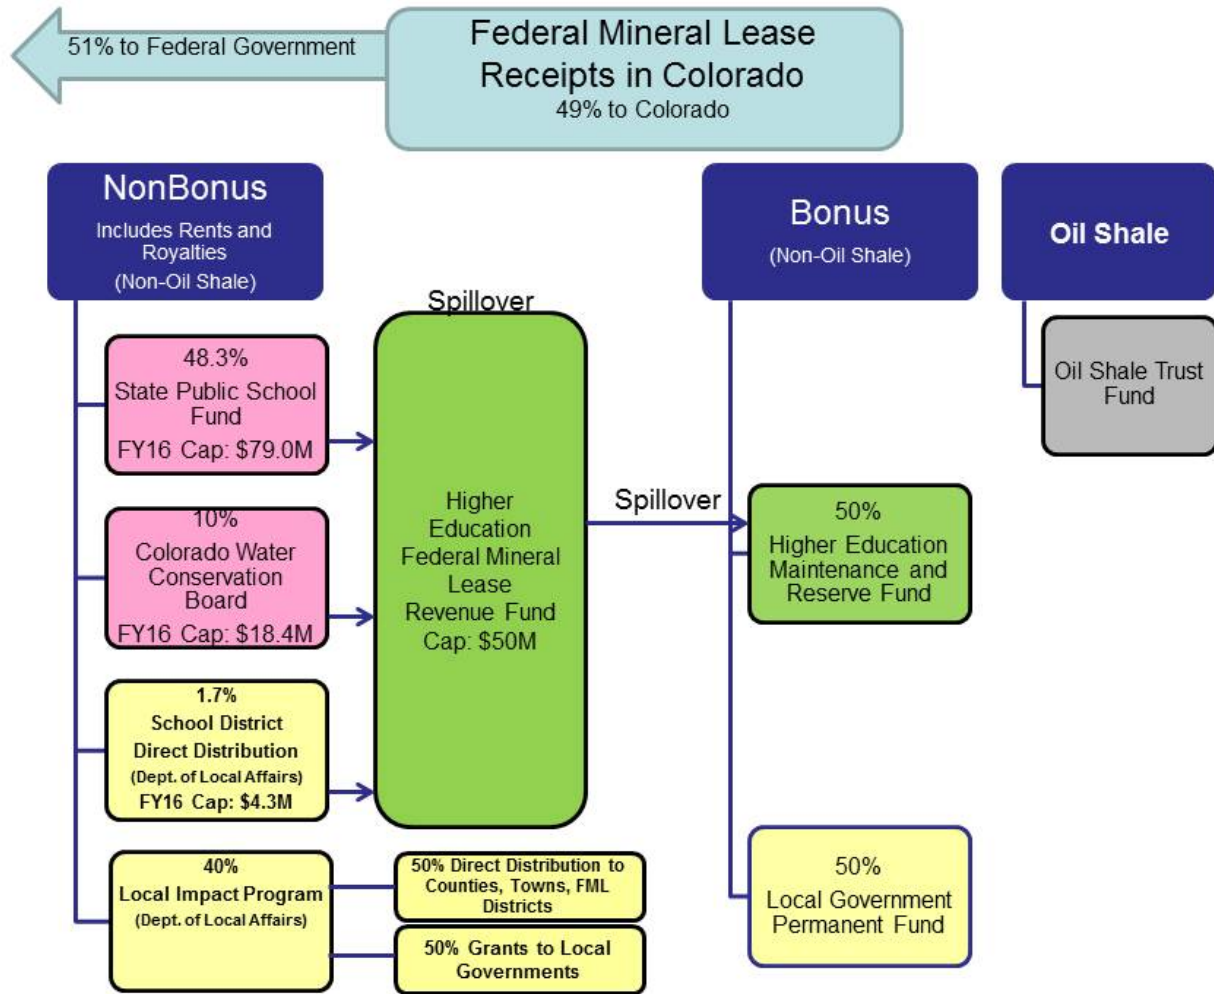 51% to Federal Government
Federal Mineral Lease
Receipts in Colorado
49% to Colorado
NonBonus
Includes Rents and
Royalties
(Non-Oil Shale)
Bonus
(Non-Oil Shale)
Oil Shale
Spillover
48.3%
State Public School
Fund
FY16 Cap: $79.0M
10%
Colorado Water
Conservation
Board
FY16 Cap: $18.4M
1.7%
School District
Direct Distribution
(Dept. of Local Affairs)
FY16 Cap: $4.3M
40%
Local Impact Program
(Dept. of Local Affairs)
Higher
Education
Federal Mineral
Lease
Revenue Fund
Cap: $50M
50% Direct Distribution to
Counties, Towns, FML
Districts
50% Grants to Local
Governments
Spillover
50%
Higher Education
Maintenance and
Reserve Fund
50%
Local Government
Permanent Fund
Oil Shale Trust
Fund